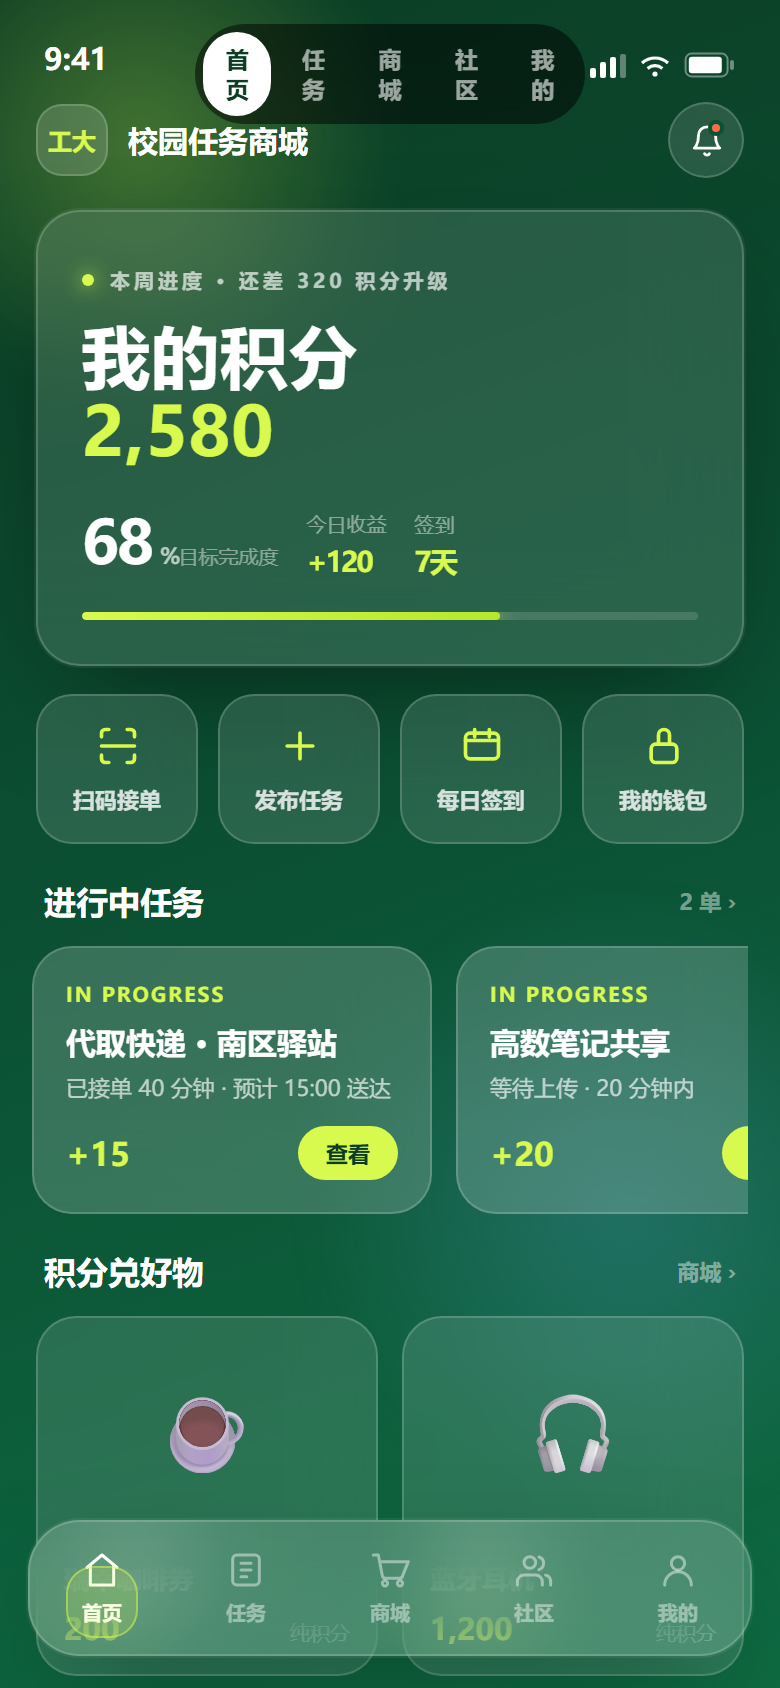 9:41
首页
任务
商城
社区
我的
工大
校园任务商城
本周进度 • 还差 320 积分升级
我的积分
2,580
68 %目标完成度
今日收益
+120
签到
7天
扫码接单
发布任务
每日签到
我的钱包
进行中任务
2 单 ›
IN PROGRESS
代取快递 • 南区驿站
已接单 40 分钟 · 预计 15:00 送达
+15
查看
IN PROGRESS
高数笔记共享
等待上传 · 20 分钟内
+20
积分兑好物
商城 ›
咖啡券
蓝牙耳
200
纯积分
1,200
纯积分
首页
任务
商城
社区
我的